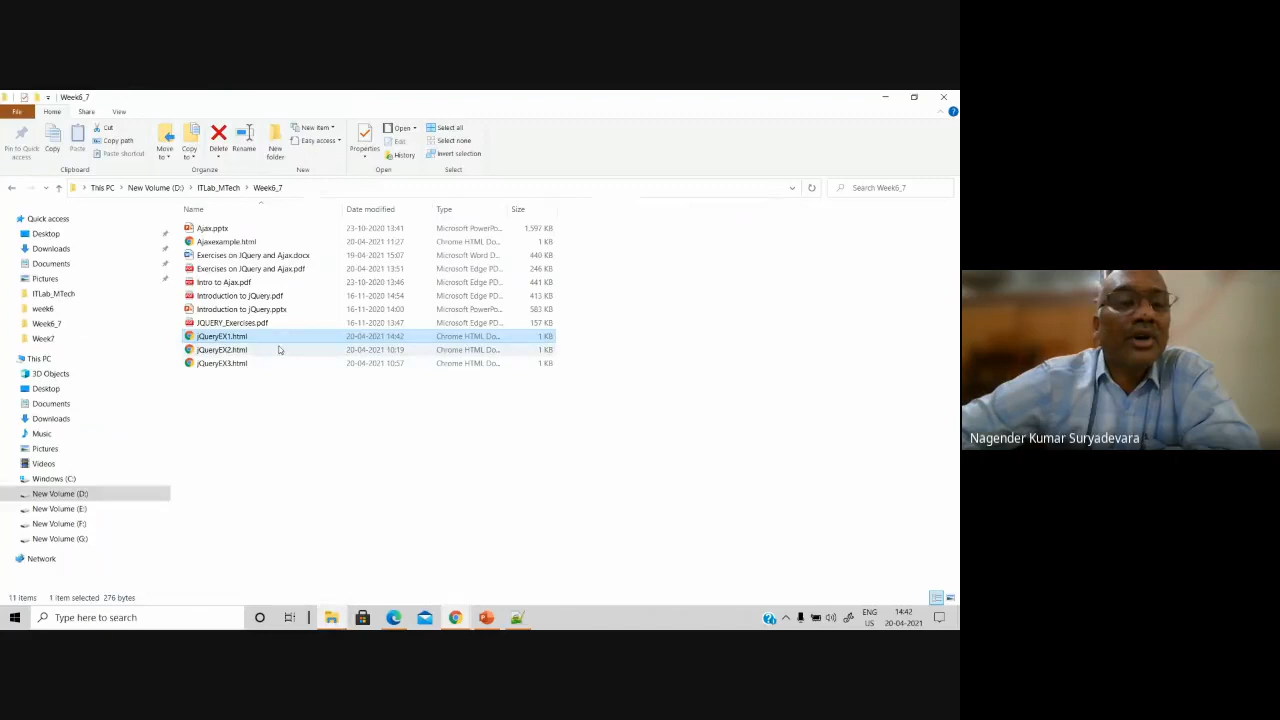 Week6_7
File Home Share View
Pin to Quick access
Copy
Paste
Cut
Copy path
Paste shortcut
Clipboard
Move to
Copy to
Delete
Rename
Organize
New folder
New item
Easy access
New
Properties
Open
Edit
History
Open
Select all
Select none
Invert selection
Select
This PC > New Volume (D:) > ITLab_MTech > Week6_7
Search Week6_7
Quick access
Desktop
Downloads
Documents
Pictures
ITLab_MTech
week6
Week6_7
Week7
This PC
3D Objects
Desktop
Documents
Downloads
Music
Pictures
Videos
Windows (C:)
New Volume (D:)
New Volume (E:)
New Volume (F:)
New Volume (G:)
Network
Name Date modified Type Size
Ajax.pptx 23-10-2020 13:41 Microsoft PowerPo... 1,597 KB
Ajaxexample.html 20-04-2021 11:27 Chrome HTML Do... 1 KB
Exercises on JQuery and Ajax.docx 19-04-2021 15:07 Microsoft Word D... 440 KB
Exercises on JQuery and Ajax.pdf 20-04-2021 13:51 Microsoft Edge PD... 246 KB
Intro to Ajax.pdf 23-10-2020 13:46 Microsoft Edge PD... 441 KB
Introduction to jQuery.pdf 16-11-2020 14:54 Microsoft Edge PD... 413 KB
Introduction to jQuery.pptx 16-11-2020 14:00 Microsoft PowerPo... 583 KB
JQUERY_Exercises.pdf 16-11-2020 13:47 Microsoft Edge PD... 157 KB
jQueryEX1.html 20-04-2021 14:42 Chrome HTML Do... 1 KB
jQueryEX2.html 20-04-2021 10:19 Chrome HTML Do... 1 KB
jQueryEX3.html 20-04-2021 10:57 Chrome HTML Do... 1 KB
Nagender Kumar Suryadevara
11 items 1 item selected 276 bytes
Type here to search
ENG
US
14:42
20-04-2021